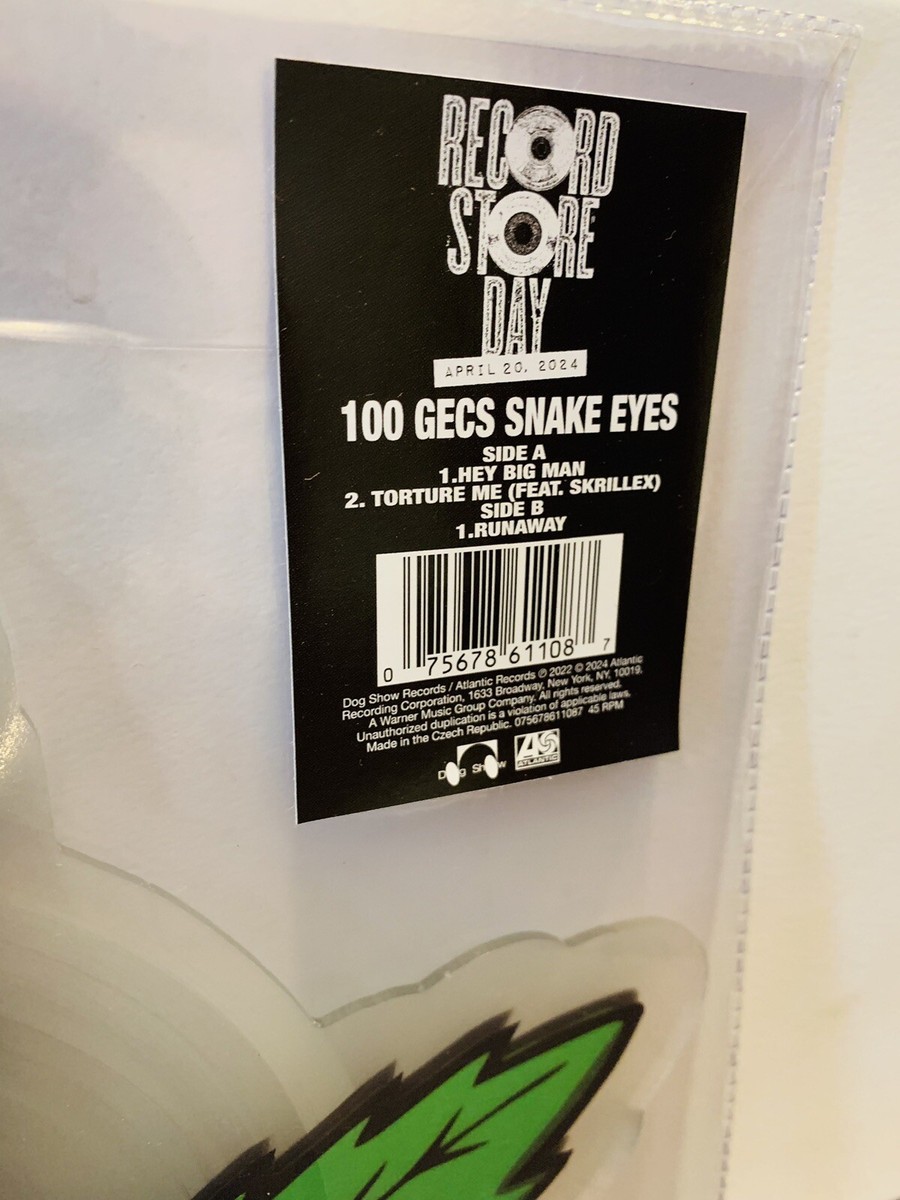 RECORD
STORE
DAY
APRIL 20, 2024
100 GECS SNAKE EYES
SIDE A
1.HEY BIG MAN
2. TORTURE ME (FEAT. SKRILLEX)
SIDE B
1.RUNAWAY
0 75678 61108 7
Dog Show Records / Atlantic Records ℗ 2022 © 2024 Atlantic
Recording Corporation, 1633 Broadway, New York, NY, 10019.
A Warner Music Group Company. All rights reserved.
Unauthorized duplication is a violation of applicable laws.
Made in the Czech Republic. 075678611087 45 RPM
Dog Show
ATLANTIC